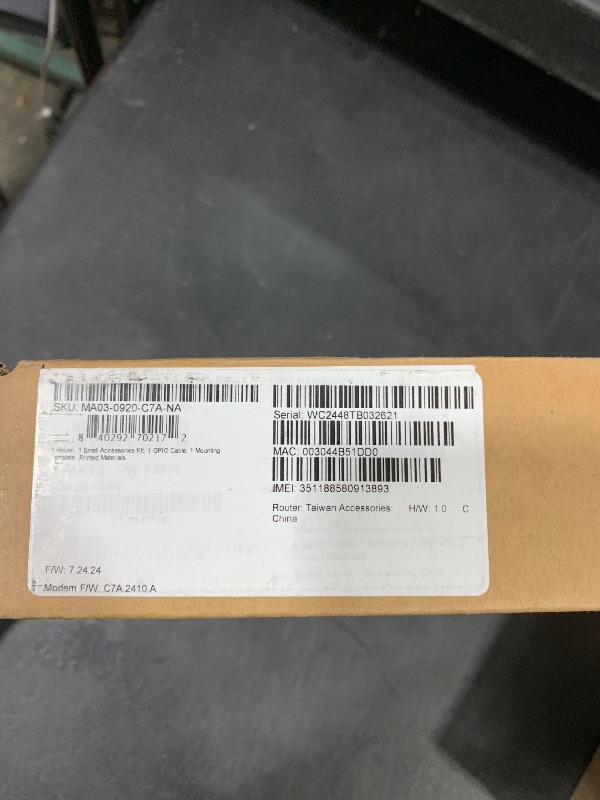 SKU: MA03-0920-C7A-NA
8 40292 70217 2
1 Router, 1 Small Accessories Kit, 1 GPIO Cable, 1 Mounting
Template, Printed Materials
F/W: 7.24.24
Modem F/W: C7A.2410.A
Serial: WC2448TB032621
MAC: 003044B51DD0
IMEI: 351188580913893
Router: Taiwan Accessories: H/W: 1.0 C
China